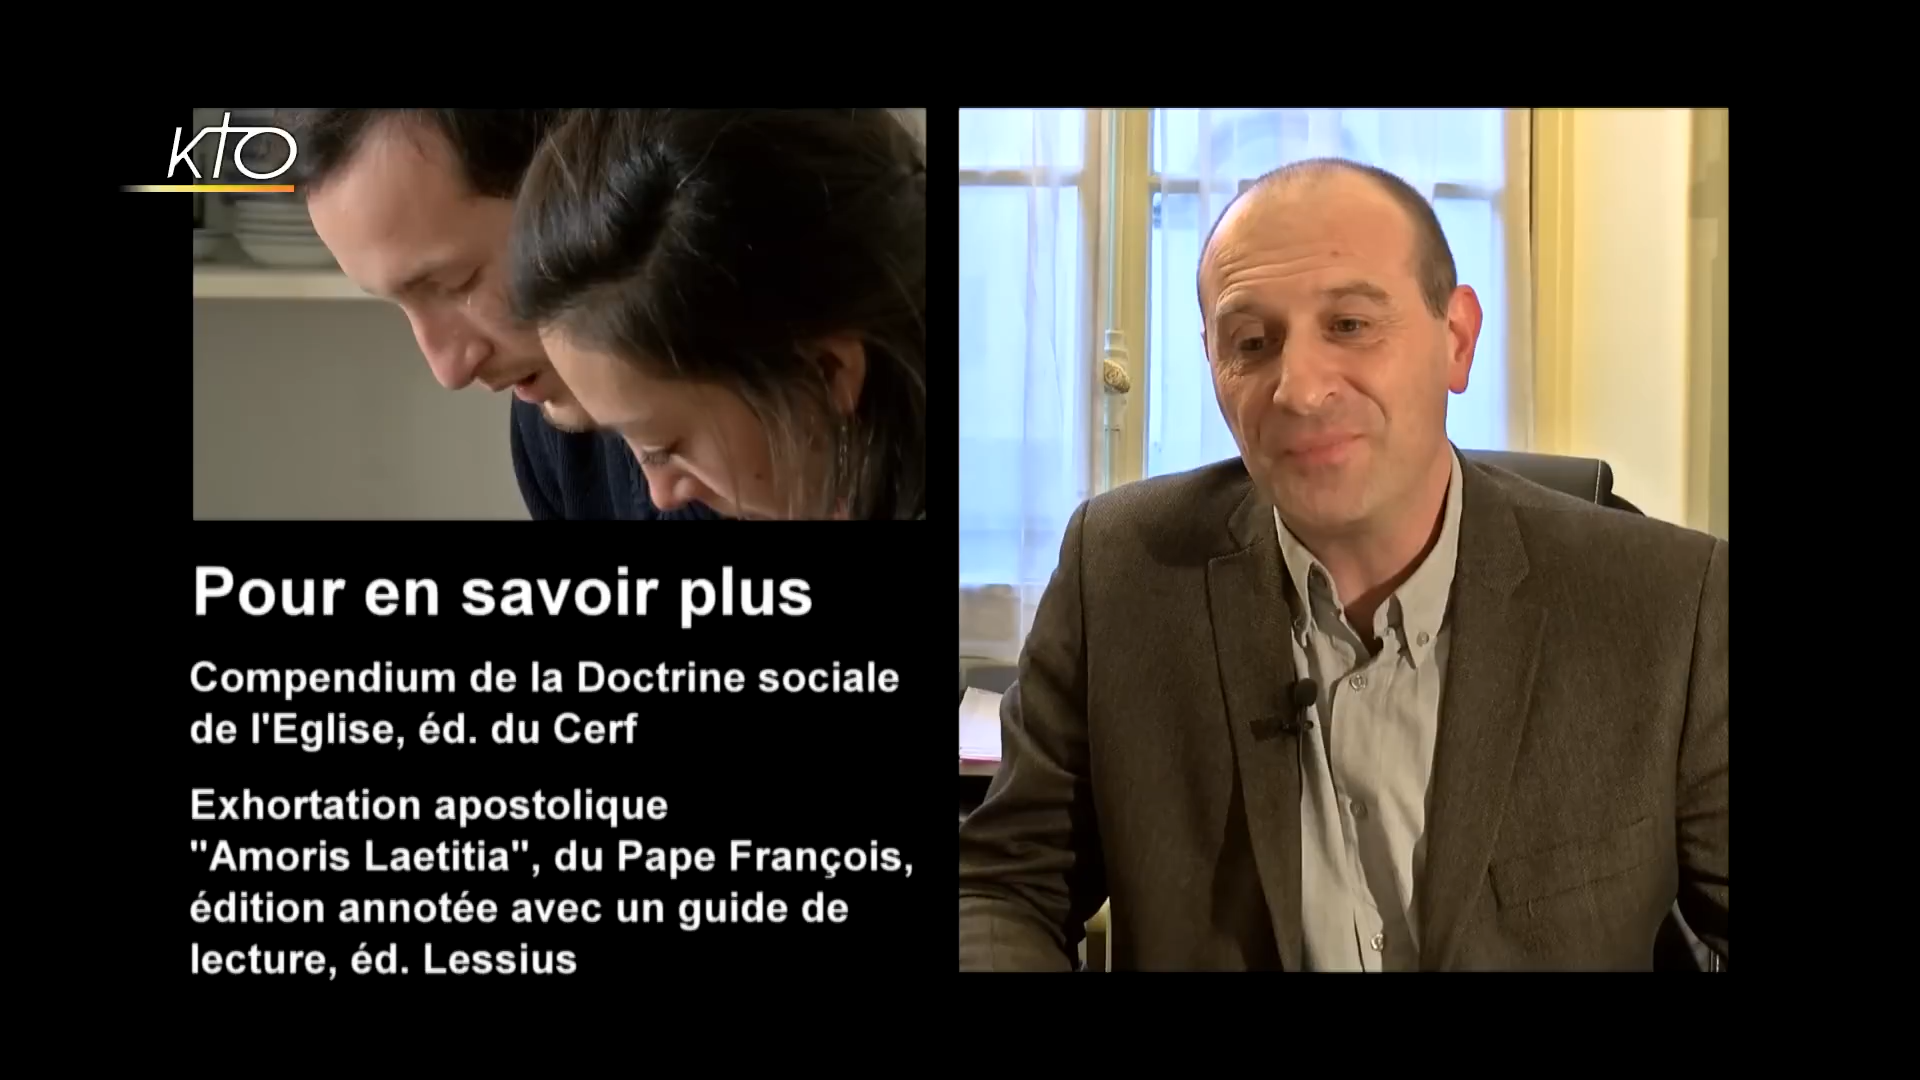 KTO
Pour en savoir plus
Compendium de la Doctrine sociale
de l'Eglise, éd. du Cerf
Exhortation apostolique
"Amoris Laetitia", du Pape François,
édition annotée avec un guide de
lecture, éd. Lessius